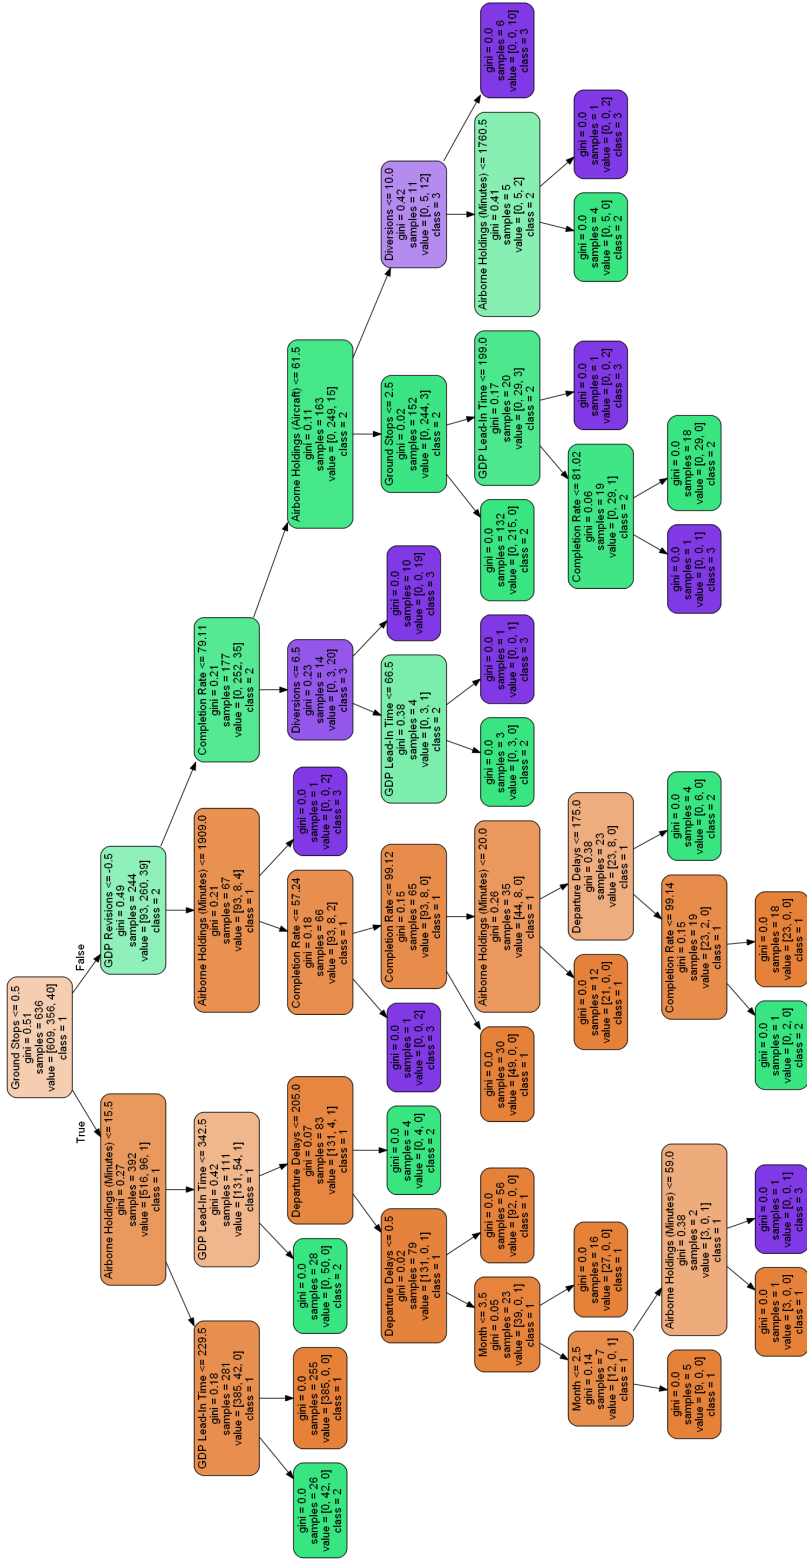 Ground Stops <= 0.5
gini = 0.51
samples = 636
value = [609, 356, 40]
class = 1
True
False
Airborne Holdings (Minutes) <= 15.5
gini = 0.27
samples = 392
value = [516, 96, 1]
class = 1
GDP Revisions <= -0.5
gini = 0.49
samples = 244
value = [93, 260, 39]
class = 2
GDP Lead-In Time <= 229.5
gini = 0.18
samples = 281
value = [385, 42, 0]
class = 1
GDP Lead-In Time <= 342.5
gini = 0.42
samples = 111
value = [131, 54, 1]
class = 1
Airborne Holdings (Minutes) <= 1909.0
gini = 0.21
samples = 67
value = [93, 8, 4]
class = 1
Completion Rate <= 79.11
gini = 0.21
samples = 177
value = [0, 252, 35]
class = 2
gini = 0.0
samples = 26
value = [0, 42, 0]
class = 2
gini = 0.0
samples = 255
value = [385, 0, 0]
class = 1
gini = 0.0
samples = 28
value = [0, 50, 0]
class = 2
Departure Delays <= 205.0
gini = 0.07
samples = 83
value = [131, 4, 1]
class = 1
Completion Rate <= 57.24
gini = 0.18
samples = 66
value = [93, 8, 2]
class = 1
gini = 0.0
samples = 1
value = [0, 0, 2]
class = 3
Diversions <= 6.5
gini = 0.23
samples = 14
value = [0, 3, 20]
class = 3
Airborne Holdings (Aircraft) <= 61.5
gini = 0.11
samples = 163
value = [0, 249, 15]
class = 2
Departure Delays <= 0.5
gini = 0.02
samples = 79
value = [131, 0, 1]
class = 1
gini = 0.0
samples = 4
value = [0, 4, 0]
class = 2
gini = 0.0
samples = 1
value = [0, 0, 2]
class = 3
Completion Rate <= 99.12
gini = 0.15
samples = 65
value = [93, 8, 0]
class = 1
GDP Lead-In Time <= 66.5
gini = 0.38
samples = 4
value = [0, 3, 1]
class = 2
gini = 0.0
samples = 10
value = [0, 0, 19]
class = 3
Ground Stops <= 2.5
gini = 0.02
samples = 152
value = [0, 244, 3]
class = 2
Diversions <= 10.0
gini = 0.42
samples = 11
value = [0, 5, 12]
class = 3
Month <= 3.5
gini = 0.05
samples = 23
value = [39, 0, 1]
class = 1
gini = 0.0
samples = 56
value = [92, 0, 0]
class = 1
gini = 0.0
samples = 30
value = [49, 0, 0]
class = 1
Airborne Holdings (Minutes) <= 20.0
gini = 0.26
samples = 35
value = [44, 8, 0]
class = 1
gini = 0.0
samples = 3
value = [0, 3, 0]
class = 2
gini = 0.0
samples = 1
value = [0, 0, 1]
class = 3
gini = 0.0
samples = 132
value = [0, 215, 0]
class = 2
GDP Lead-In Time <= 199.0
gini = 0.17
samples = 20
value = [0, 29, 3]
class = 2
Airborne Holdings (Minutes) <= 1760.5
gini = 0.41
samples = 5
value = [0, 5, 2]
class = 2
gini = 0.0
samples = 6
value = [0, 0, 10]
class = 3
Month <= 2.5
gini = 0.14
samples = 7
value = [12, 0, 1]
class = 1
gini = 0.0
samples = 16
value = [27, 0, 0]
class = 1
gini = 0.0
samples = 12
value = [21, 0, 0]
class = 1
Departure Delays <= 175.0
gini = 0.38
samples = 23
value = [23, 8, 0]
class = 1
Completion Rate <= 81.02
gini = 0.06
samples = 19
value = [0, 29, 1]
class = 2
gini = 0.0
samples = 1
value = [0, 0, 2]
class = 3
gini = 0.0
samples = 4
value = [0, 5, 0]
class = 2
gini = 0.0
samples = 1
value = [0, 0, 2]
class = 3
gini = 0.0
samples = 5
value = [9, 0, 0]
class = 1
Airborne Holdings (Minutes) <= 59.0
gini = 0.38
samples = 2
value = [3, 0, 1]
class = 1
Completion Rate <= 99.14
gini = 0.15
samples = 19
value = [23, 2, 0]
class = 1
gini = 0.0
samples = 4
value = [0, 6, 0]
class = 2
gini = 0.0
samples = 1
value = [0, 0, 1]
class = 3
gini = 0.0
samples = 18
value = [0, 29, 0]
class = 2
gini = 0.0
samples = 1
value = [3, 0, 0]
class = 1
gini = 0.0
samples = 1
value = [0, 0, 1]
class = 3
gini = 0.0
samples = 1
value = [0, 2, 0]
class = 2
gini = 0.0
samples = 18
value = [23, 0, 0]
class = 1